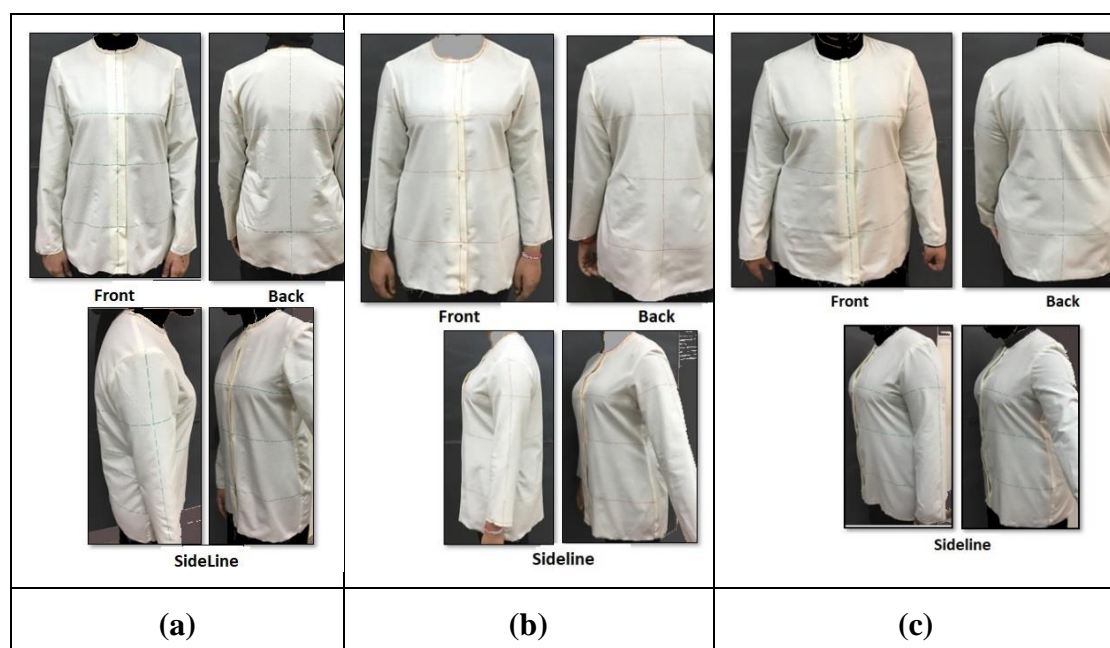 Front
Back
SideLine
Front
Back
Sideline
Front
Back
Sideline
(a)
(b)
(c)